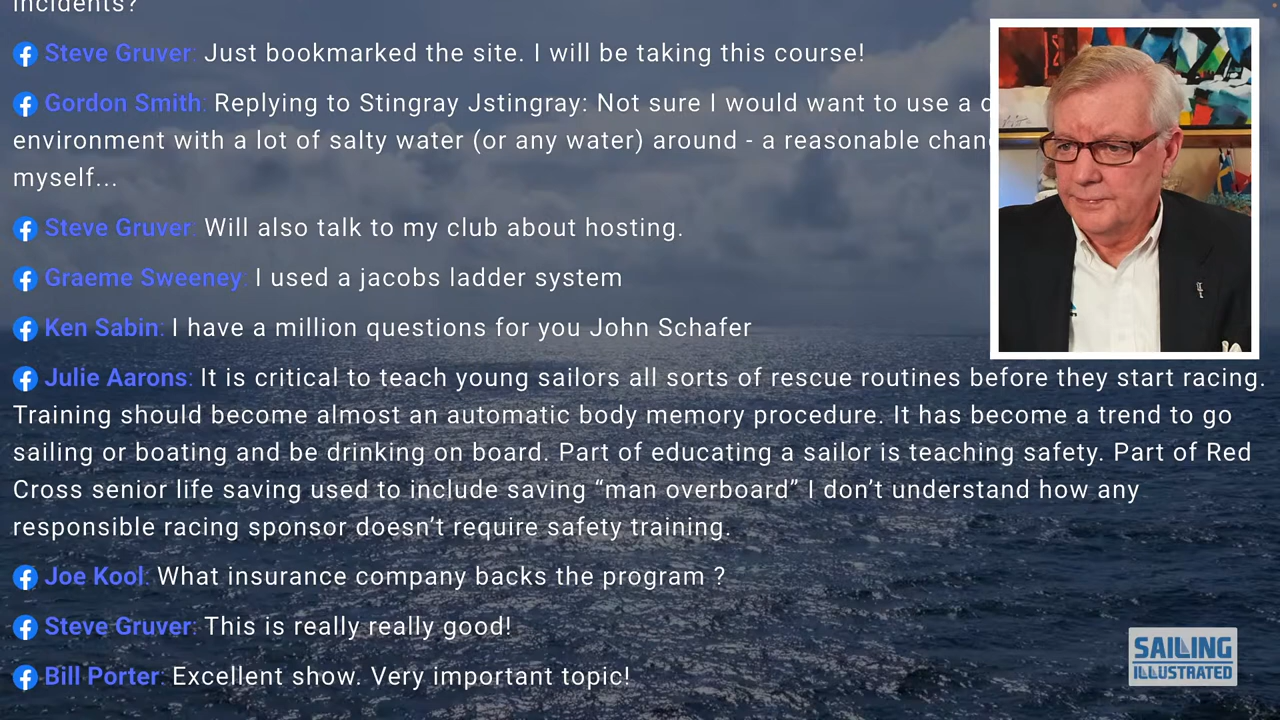 incidents?
Steve Gruver: Just bookmarked the site. I will be taking this course!
Gordon Smith: Replying to Stingray Jstingray: Not sure I would want to use a
environment with a lot of salty water (or any water) around - a reasonable
myself...
Steve Gruver: Will also talk to my club about hosting.
Graeme Sweeney: I used a jacobs ladder system
Ken Sabin: I have a million questions for you John Schafer
Julie Aarons: It is critical to teach young sailors all sorts of rescue routines before they start racing.
Training should become almost an automatic body memory procedure. It has become a trend to go
sailing or boating and be drinking on board. Part of educating a sailor is teaching safety. Part of Red
Cross senior life saving used to include saving “man overboard” I don’t understand how any
responsible racing sponsor doesn’t require safety training.
Joe Kool: What insurance company backs the program ?
Steve Gruver: This is really really good!
Bill Porter: Excellent show. Very important topic!
SAILING
ILLUSTRATED